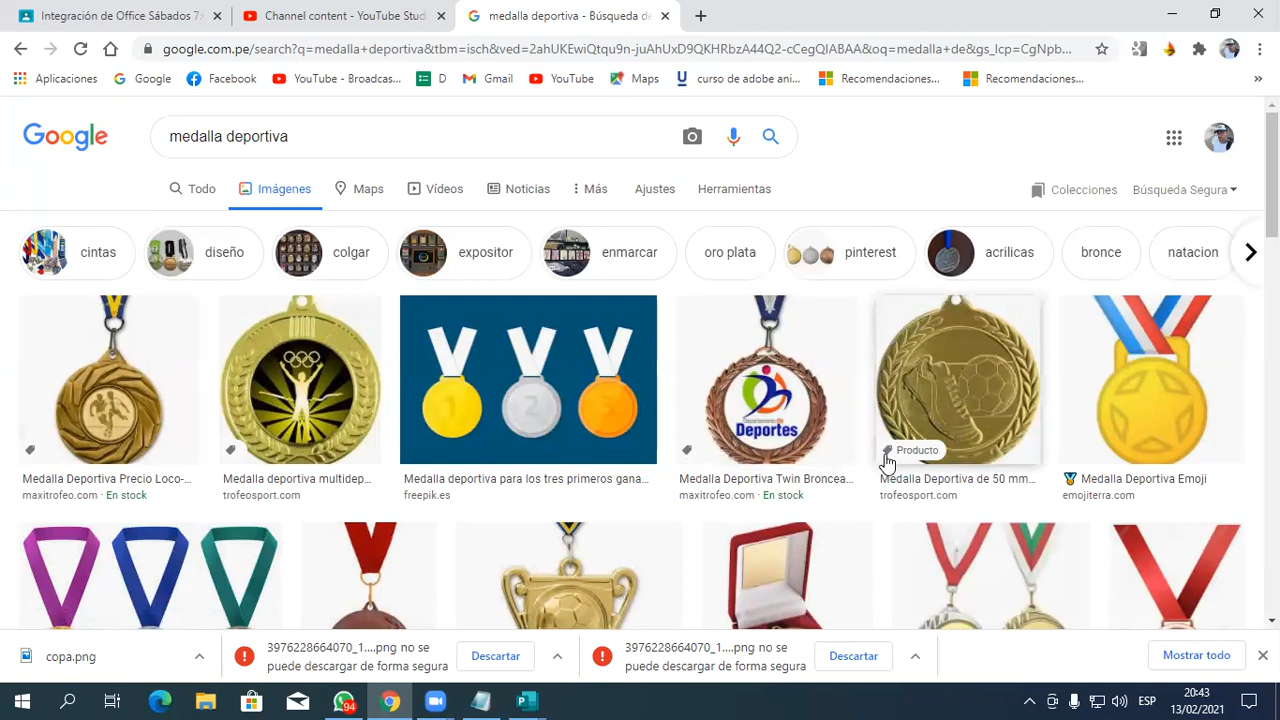 Integración de Office Sábados 7:
Channel content - YouTube Stud
medalla deportiva - Búsqueda de
google.com.pe/search?q=medalla+deportiva&tbm=isch&ved=2ahUKEwiQtqu9n-juAhUxD9QKHRbzA44Q2-cCegQIABAA&oq=medalla+de&gs_lcp=CgNpb...
Aplicaciones
Google
Facebook
YouTube - Broadcas...
D
Gmail
YouTube
Maps
curso de adobe ani...
Recomendaciones...
Recomendaciones...
»
Google
medalla deportiva
Todo
Imágenes
Maps
Vídeos
Noticias
Más
Ajustes
Herramientas
Colecciones
Búsqueda Segura
cintas
diseño
colgar
expositor
enmarcar
oro plata
pinterest
acrilicas
bronce
natacion
1
2
3
Deportes
Producto
Medalla Deportiva Precio Loco-...
maxitrofeo.com · En stock
Medalla deportiva multidep...
trofeosport.com
Medalla deportiva para los tres primeros gana...
freepik.es
Medalla Deportiva Twin Broncea...
maxitrofeo.com · En stock
Medalla Deportiva de 50 mm...
trofeosport.com
Medalla Deportiva Emoji
emojiterra.com
copa.png
3976228664070_1....png no se
puede descargar de forma segura
Descartar
3976228664070_1....png no se
puede descargar de forma segura
Descartar
Mostrar todo
94
ESP
20:43
13/02/2021